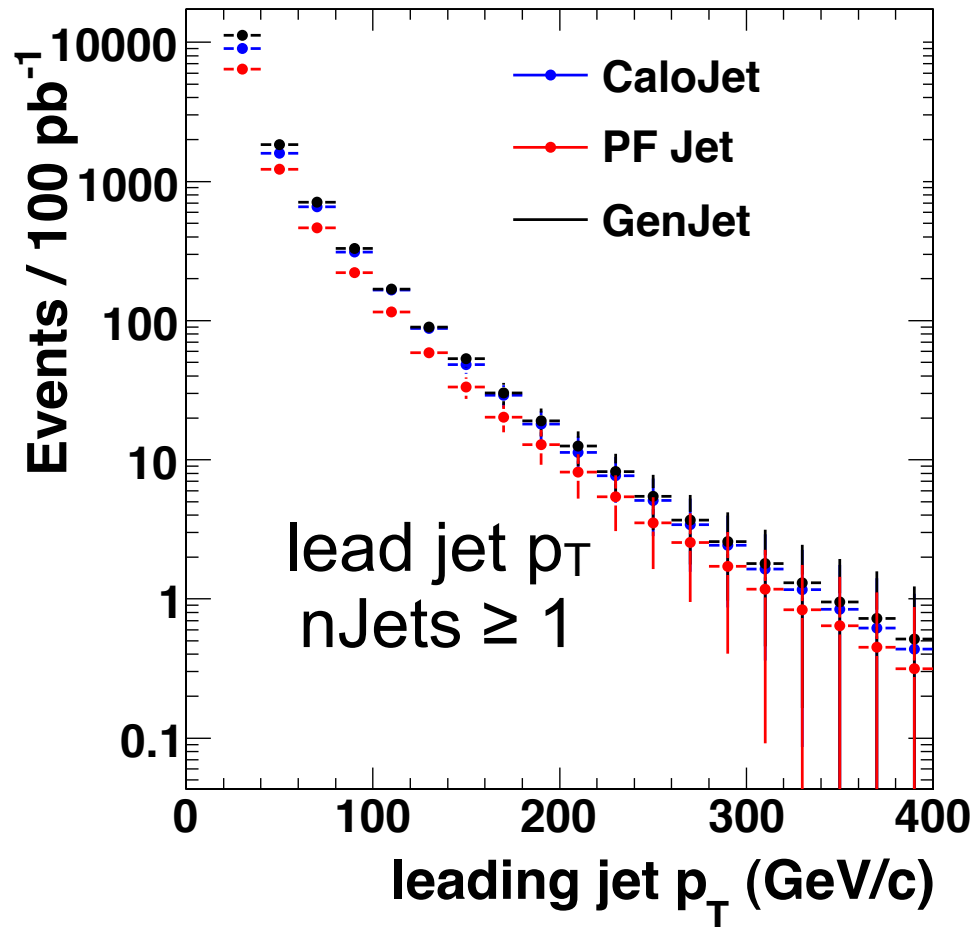 Events / 100 pb⁻¹
10000
1000
100
10
1
0.1
CaloJet
PF Jet
GenJet
lead jet pT
nJets ≥ 1
0 100 200 300 400
leading jet p_T (GeV/c)